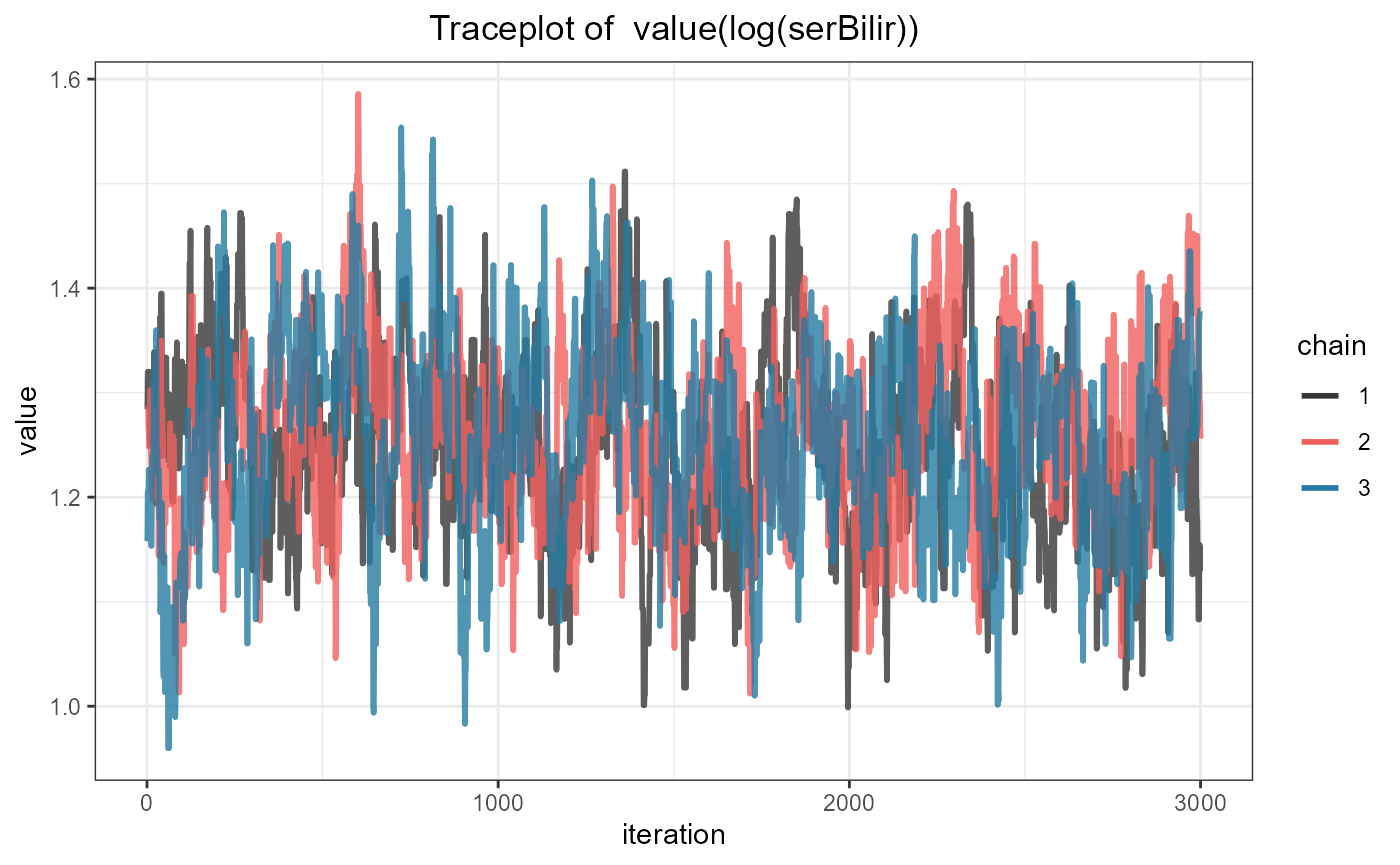 Traceplot of  value(log(serBilir))
1.6
1.4
1.2
1.0
value
0
1000
2000
3000
iteration
chain
1
2
3